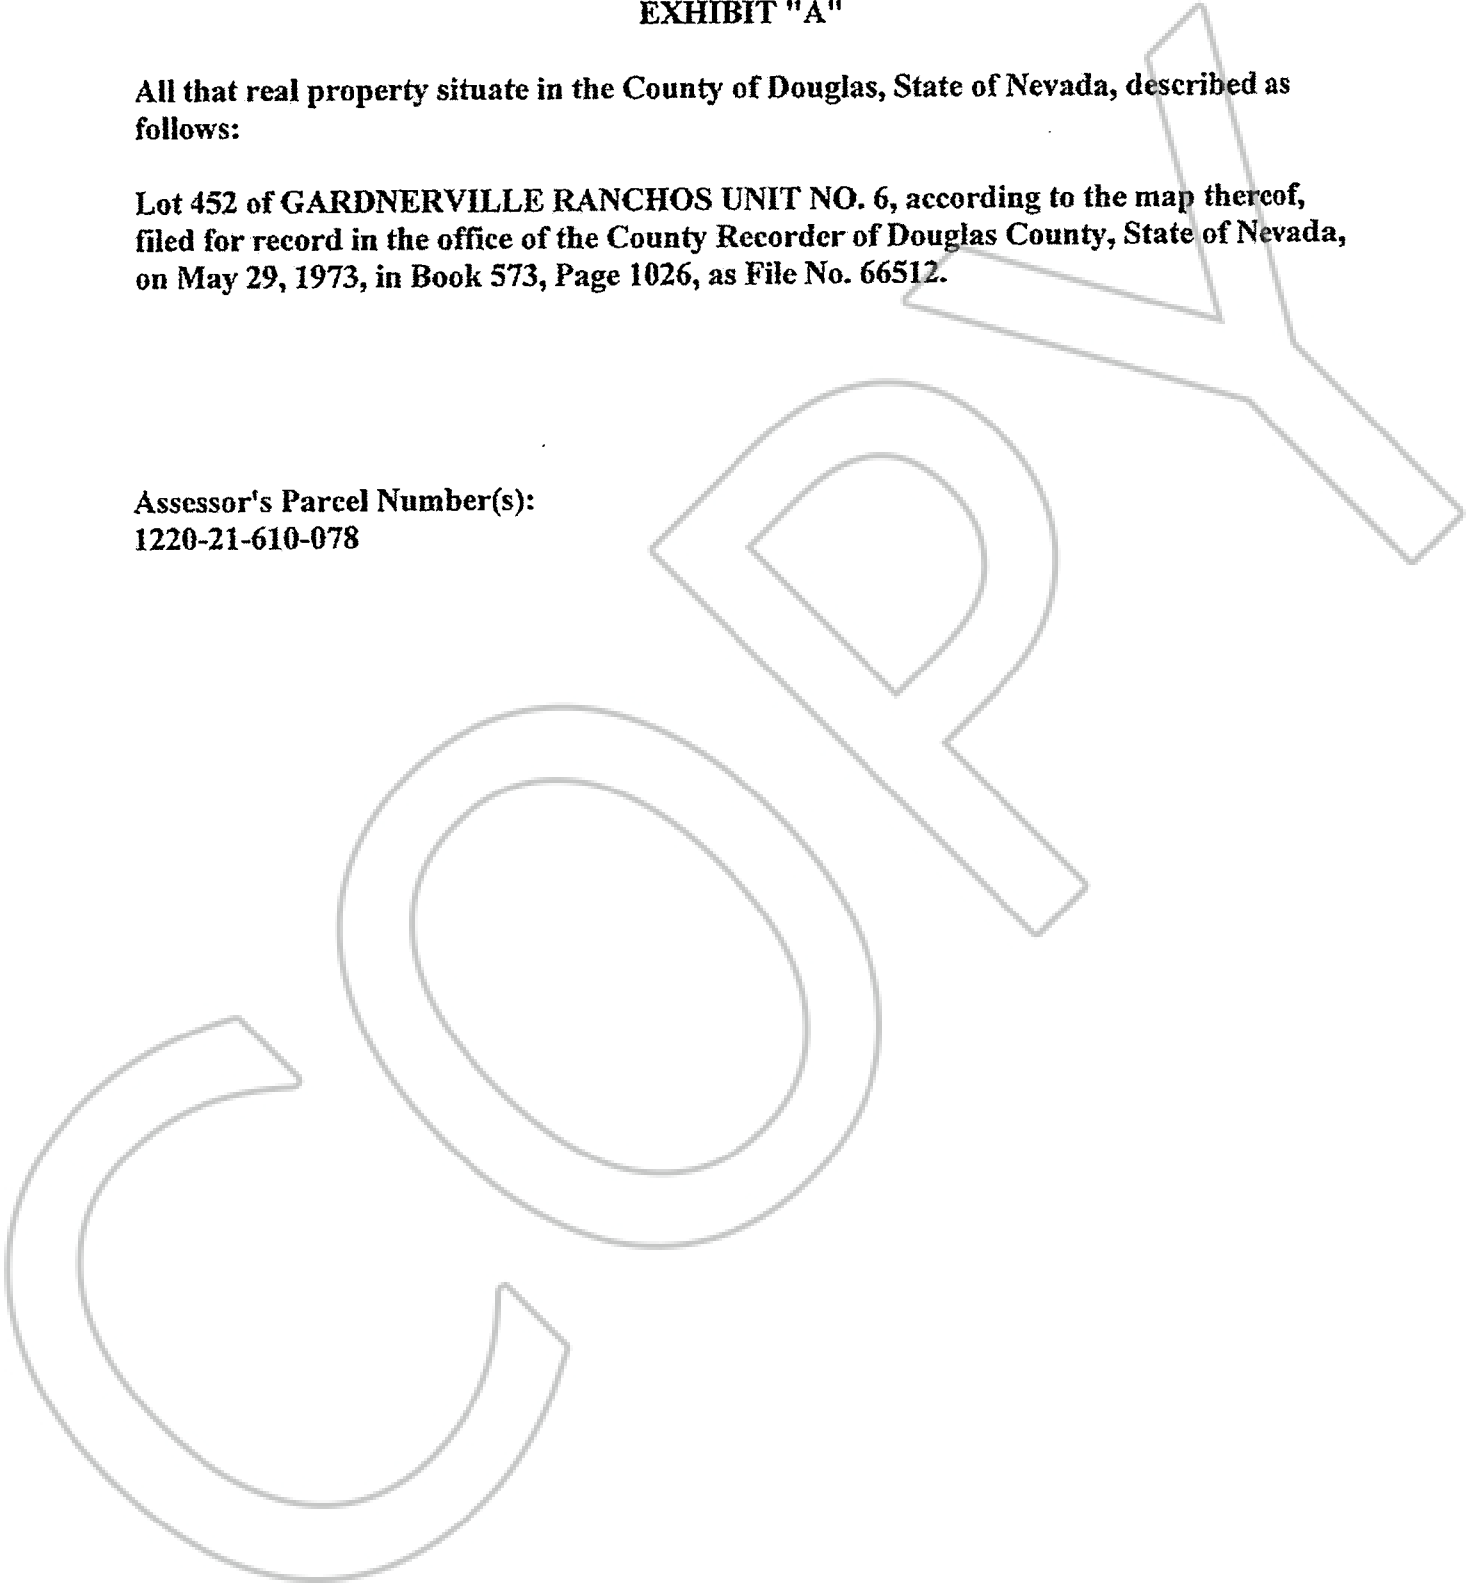 EXHIBIT "A"
All that real property situate in the County of Douglas, State of Nevada, described as
follows:
Lot 452 of GARDNERVILLE RANCHOS UNIT NO. 6, according to the map thereof,
filed for record in the office of the County Recorder of Douglas County, State of Nevada,
on May 29, 1973, in Book 573, Page 1026, as File No. 66512.
Assessor's Parcel Number(s):
1220-21-610-078
COPY